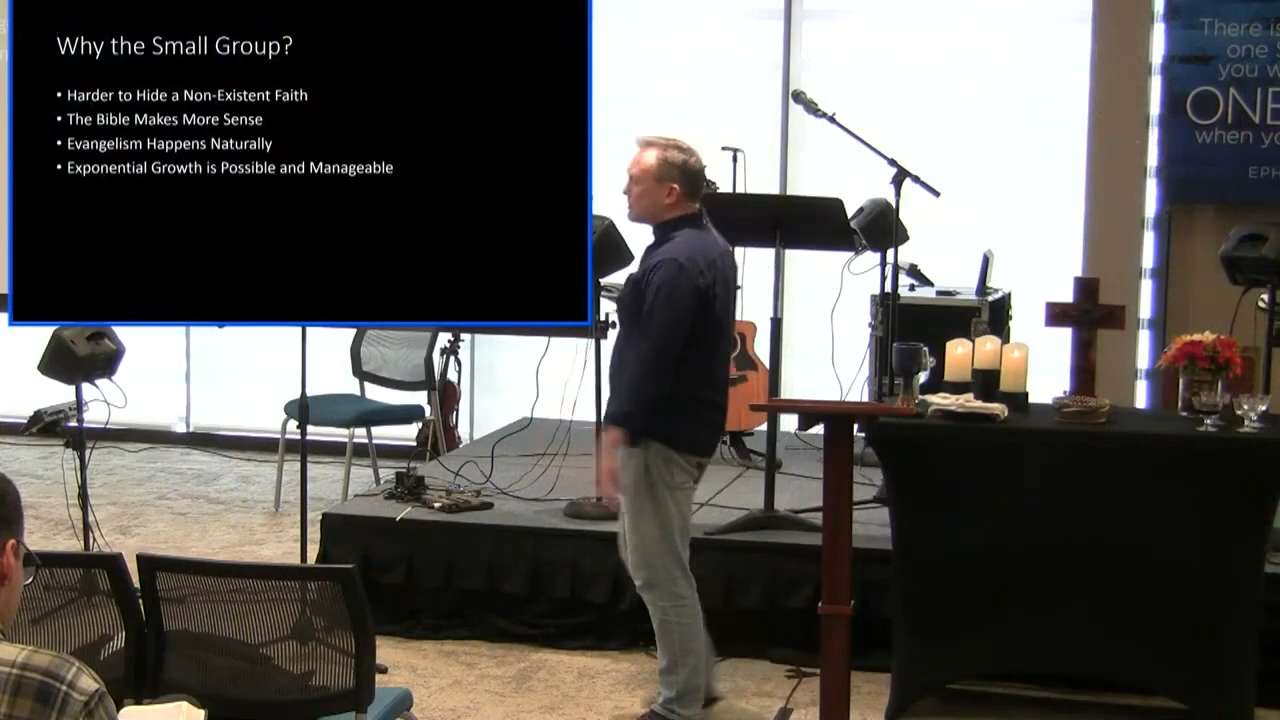 Why the Small Group?
• Harder to Hide a Non-Existent Faith
• The Bible Makes More Sense
• Evangelism Happens Naturally
• Exponential Growth is Possible and Manageable
There is
one
you
ONE
when
EPH